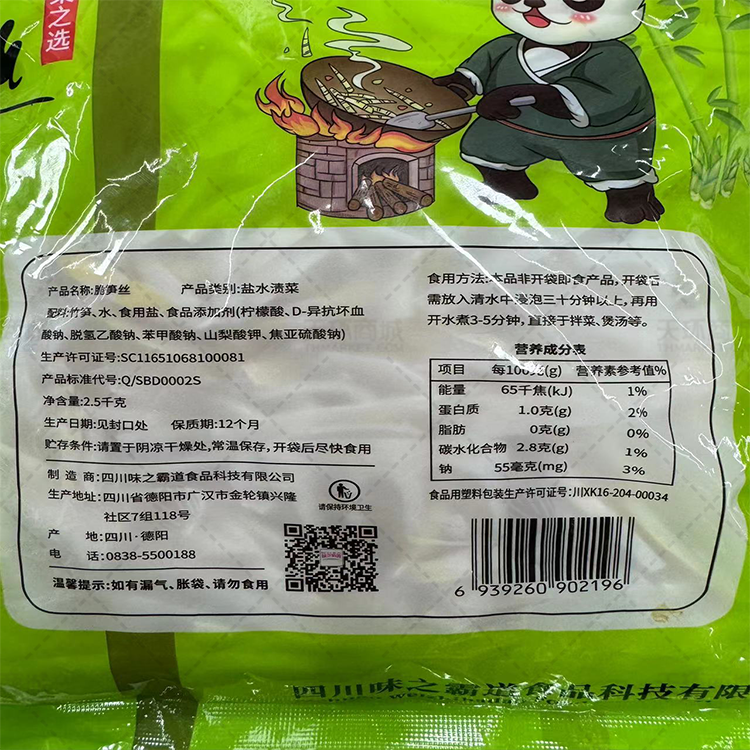 之选
产品名称:脆笋丝 产品类别:盐水渍菜
配料:竹笋、水、食用盐、食品添加剂(柠檬酸、D-异抗坏血
酸钠、脱氢乙酸钠、苯甲酸钠、山梨酸钾、焦亚硫酸钠)
生产许可证号:SC11651068100081
产品标准代号:Q/SBD0002S
净含量:2.5千克
生产日期:见封口处 保质期:12个月
贮存条件:请置于阴凉干燥处,常温保存,开袋后尽快食用
制造商:四川味之霸道食品科技有限公司
生产地址:四川省德阳市广汉市金轮镇兴隆
社区7组118号
产地:四川·德阳
电话:0838-5500188
请保持环境卫生
温馨提示:如有漏气、胀袋、请勿食用
食用方法:本品非开袋即食产品,开袋后
需放入清水中浸泡三十分钟以上,再用
开水煮3-5分钟,直接于拌菜、煲汤等。
营养成分表
项目 每100克(g) 营养素参考值%
能量 65千焦(kJ) 1%
蛋白质 1.0克(g) 2%
脂肪 0克(g) 0%
碳水化合物 2.8克(g) 1%
钠 55毫克(mg) 3%
食品用塑料包装生产许可证号:川XK16-204-00034
6 939260 902196
四川味之霸道食品科技有限